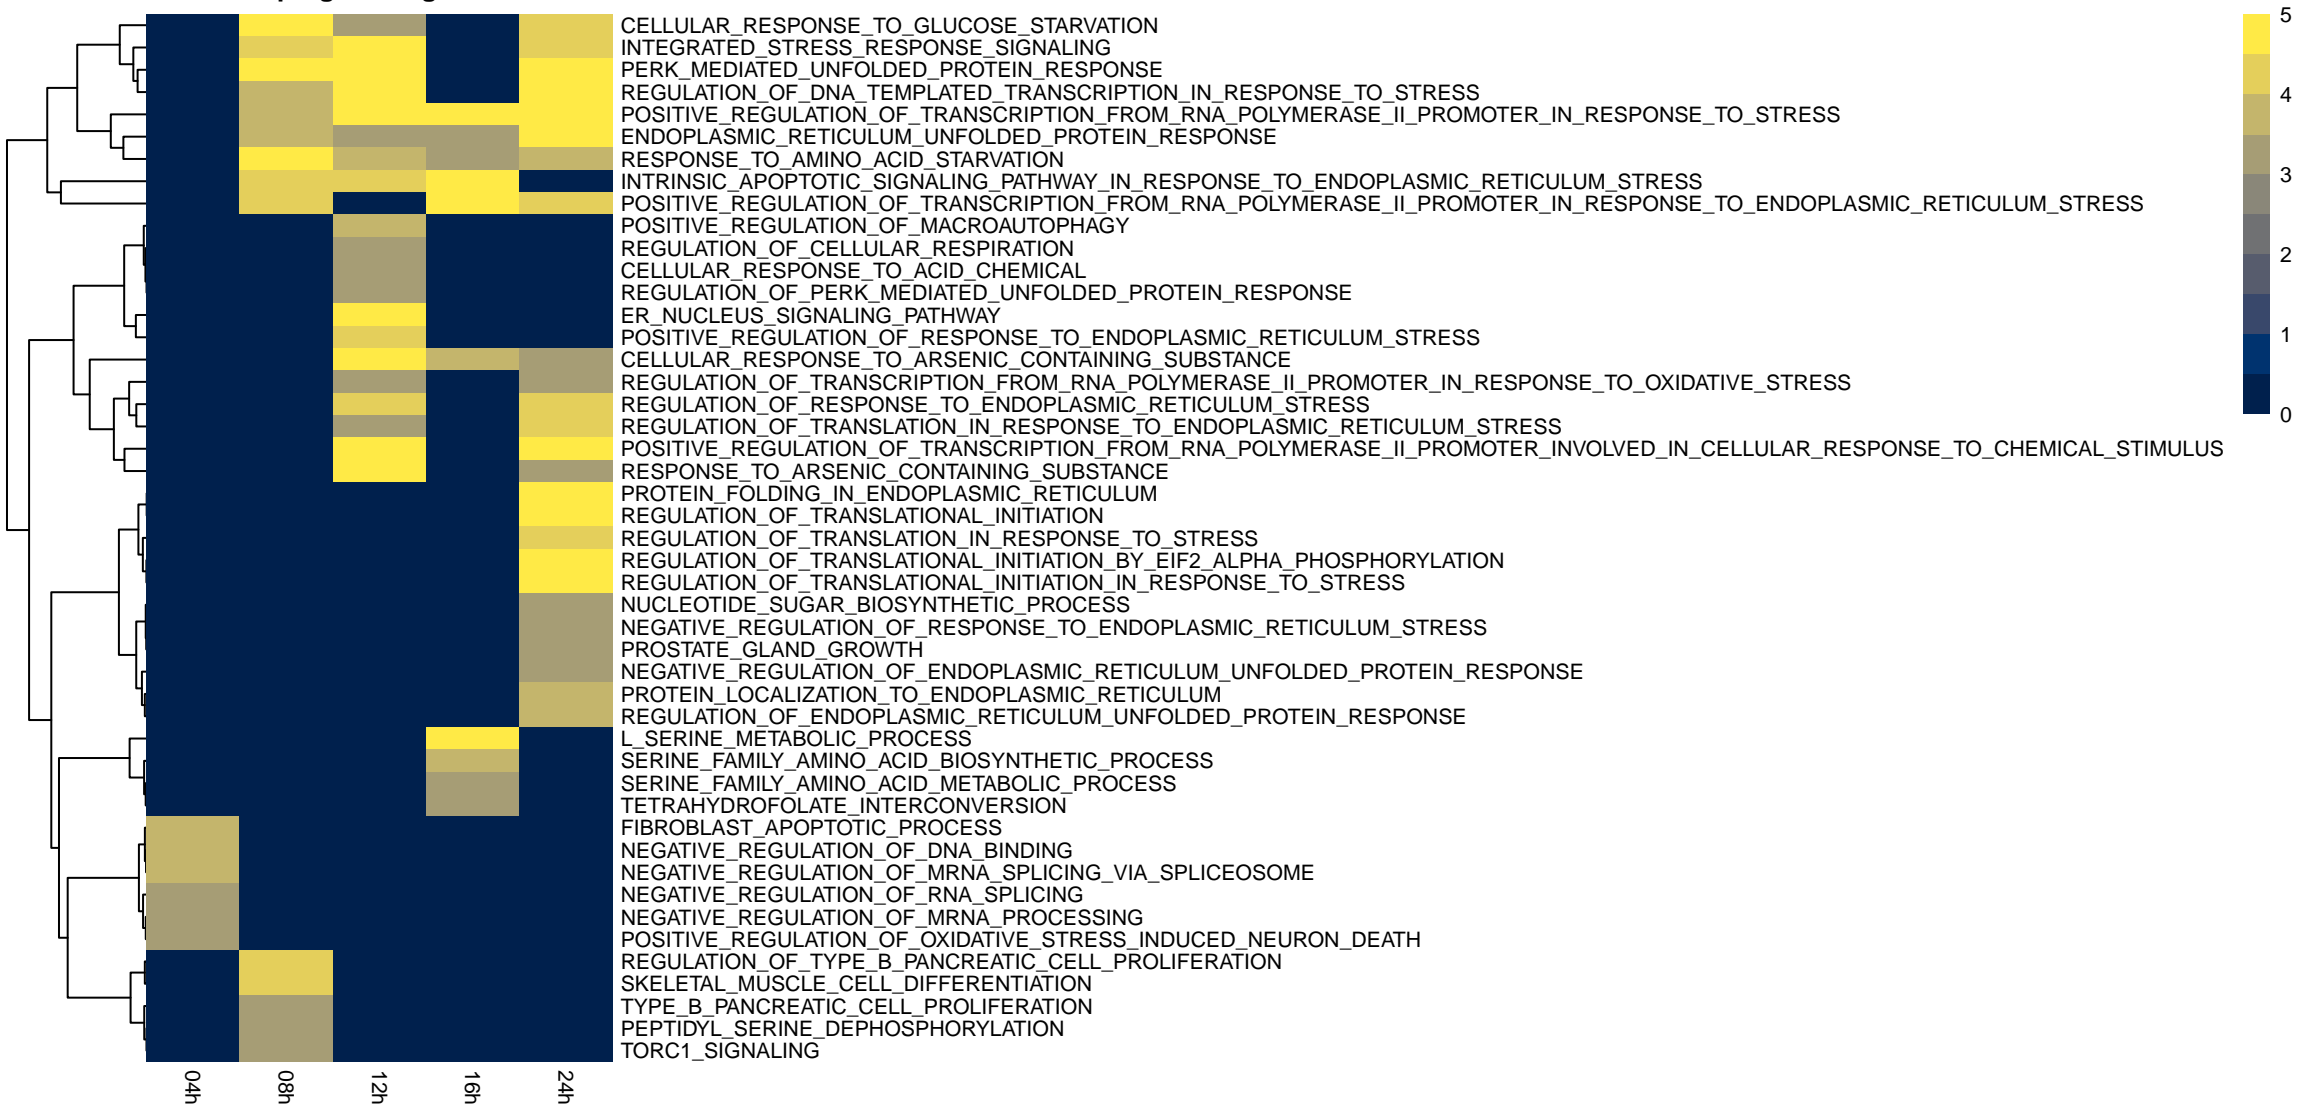 CELLULAR_RESPONSE_TO_GLUCOSE_STARVATION
INTEGRATED_STRESS_RESPONSE_SIGNALING
PERK_MEDIATED_UNFOLDED_PROTEIN_RESPONSE
REGULATION_OF_DNA_TEMPLATED_TRANSCRIPTION_IN_RESPONSE_TO_STRESS
POSITIVE_REGULATION_OF_TRANSCRIPTION_FROM_RNA_POLYMERASE_II_PROMOTER_IN_RESPONSE_TO_STRESS
ENDOPLASMIC_RETICULUM_UNFOLDED_PROTEIN_RESPONSE
RESPONSE_TO_AMINO_ACID_STARVATION
INTRINSIC_APOPTOTIC_SIGNALING_PATHWAY_IN_RESPONSE_TO_ENDOPLASMIC_RETICULUM_STRESS
POSITIVE_REGULATION_OF_TRANSCRIPTION_FROM_RNA_POLYMERASE_II_PROMOTER_IN_RESPONSE_TO_ENDOPLASMIC_RETICULUM_STRESS
POSITIVE_REGULATION_OF_MACROAUTOPHAGY
REGULATION_OF_CELLULAR_RESPIRATION
CELLULAR_RESPONSE_TO_ACID_CHEMICAL
REGULATION_OF_PERK_MEDIATED_UNFOLDED_PROTEIN_RESPONSE
ER_NUCLEUS_SIGNALING_PATHWAY
POSITIVE_REGULATION_OF_RESPONSE_TO_ENDOPLASMIC_RETICULUM_STRESS
CELLULAR_RESPONSE_TO_ARSENIC_CONTAINING_SUBSTANCE
REGULATION_OF_TRANSCRIPTION_FROM_RNA_POLYMERASE_II_PROMOTER_IN_RESPONSE_TO_OXIDATIVE_STRESS
REGULATION_OF_RESPONSE_TO_ENDOPLASMIC_RETICULUM_STRESS
REGULATION_OF_TRANSLATION_IN_RESPONSE_TO_ENDOPLASMIC_RETICULUM_STRESS
POSITIVE_REGULATION_OF_TRANSCRIPTION_FROM_RNA_POLYMERASE_II_PROMOTER_INVOLVED_IN_CELLULAR_RESPONSE_TO_CHEMICAL_STIMULUS
RESPONSE_TO_ARSENIC_CONTAINING_SUBSTANCE
PROTEIN_FOLDING_IN_ENDOPLASMIC_RETICULUM
REGULATION_OF_TRANSLATIONAL_INITIATION
REGULATION_OF_TRANSLATION_IN_RESPONSE_TO_STRESS
REGULATION_OF_TRANSLATIONAL_INITIATION_BY_EIF2_ALPHA_PHOSPHORYLATION
REGULATION_OF_TRANSLATIONAL_INITIATION_IN_RESPONSE_TO_STRESS
NUCLEOTIDE_SUGAR_BIOSYNTHETIC_PROCESS
NEGATIVE_REGULATION_OF_RESPONSE_TO_ENDOPLASMIC_RETICULUM_STRESS
PROSTATE_GLAND_GROWTH
NEGATIVE_REGULATION_OF_ENDOPLASMIC_RETICULUM_UNFOLDED_PROTEIN_RESPONSE
PROTEIN_LOCALIZATION_TO_ENDOPLASMIC_RETICULUM
REGULATION_OF_ENDOPLASMIC_RETICULUM_UNFOLDED_PROTEIN_RESPONSE
L_SERINE_METABOLIC_PROCESS
SERINE_FAMILY_AMINO_ACID_BIOSYNTHETIC_PROCESS
SERINE_FAMILY_AMINO_ACID_METABOLIC_PROCESS
TETRAHYDROFOLATE_INTERCONVERSION
FIBROBLAST_APOPTOTIC_PROCESS
NEGATIVE_REGULATION_OF_DNA_BINDING
NEGATIVE_REGULATION_OF_MRNA_SPLICING_VIA_SPLICEOSOME
NEGATIVE_REGULATION_OF_RNA_SPLICING
NEGATIVE_REGULATION_OF_MRNA_PROCESSING
POSITIVE_REGULATION_OF_OXIDATIVE_STRESS_INDUCED_NEURON_DEATH
REGULATION_OF_TYPE_B_PANCREATIC_CELL_PROLIFERATION
SKELETAL_MUSCLE_CELL_DIFFERENTIATION
TYPE_B_PANCREATIC_CELL_PROLIFERATION
PEPTIDYL_SERINE_DEPHOSPHORYLATION
TORC1_SIGNALING
04h
08h
12h
16h
24h
5
4
3
2
1
0